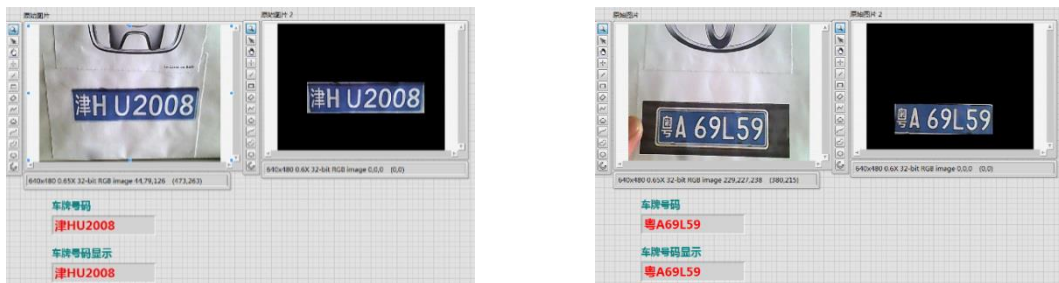 原始图片
原始图片 2
津H U2008
津H U2008
640x480 0.65X 32-bit RGB image 44,79,126 (473,263)
640x480 0.6X 32-bit RGB image 0,0,0 (0,0)
车牌号码
津HU2008
车牌号码显示
津HU2008
原始图片
原始图片 2
粤A 69L59
粤A 69L59
640x480 0.65X 32-bit RGB image 229,227,238 (380,215)
640x480 0.6X 32-bit RGB image 0,0,0 (0,0)
车牌号码
粤A69L59
车牌号码显示
粤A69L59